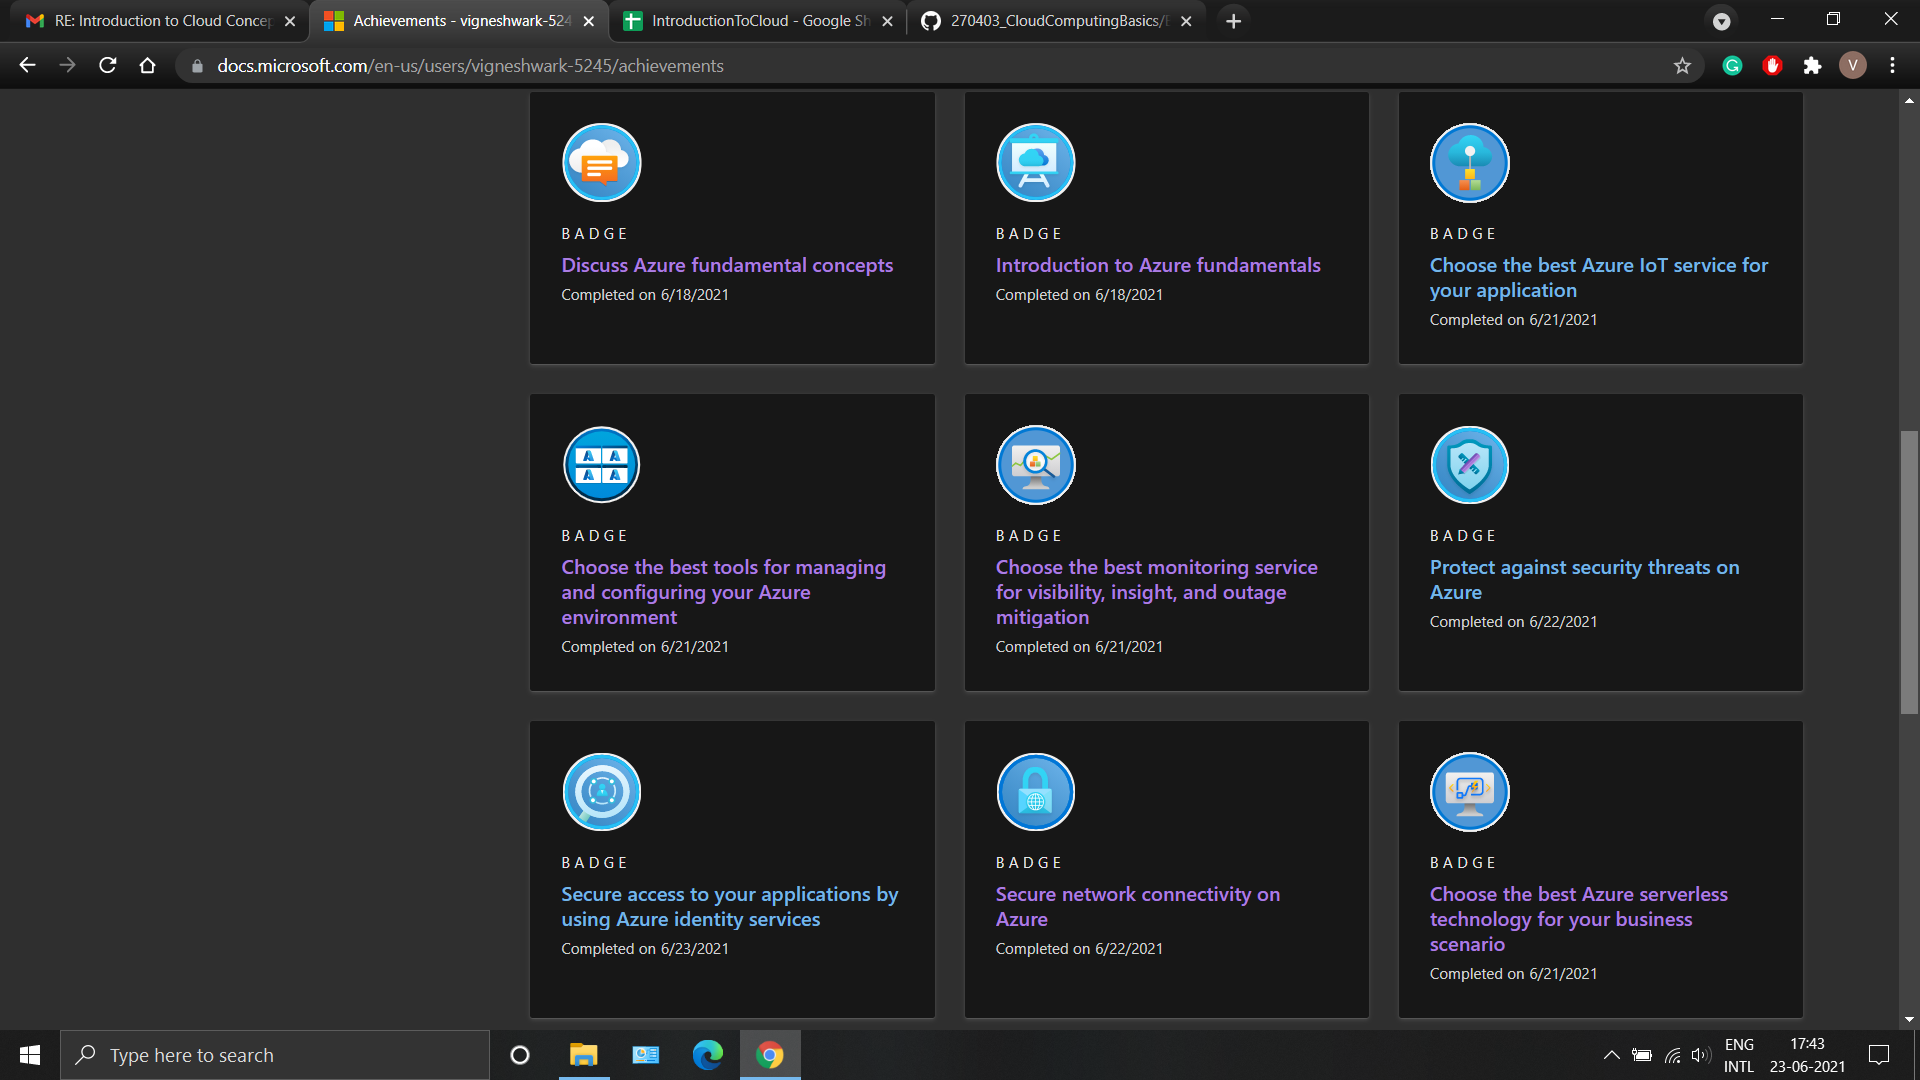 RE: Introduction to Cloud Concep
Achievements - vigneshwark-524
IntroductionToCloud - Google Sh
270403_CloudComputingBasics/
docs.microsoft.com/en-us/users/vigneshwark-5245/achievements
V
BADGE
Discuss Azure fundamental concepts
Completed on 6/18/2021
BADGE
Introduction to Azure fundamentals
Completed on 6/18/2021
BADGE
Choose the best Azure IoT service for
your application
Completed on 6/21/2021
A A
A A
BADGE
Choose the best tools for managing
and configuring your Azure
environment
Completed on 6/21/2021
BADGE
Choose the best monitoring service
for visibility, insight, and outage
mitigation
Completed on 6/21/2021
BADGE
Protect against security threats on
Azure
Completed on 6/22/2021
BADGE
Secure access to your applications by
using Azure identity services
Completed on 6/23/2021
BADGE
Secure network connectivity on
Azure
Completed on 6/22/2021
BADGE
Choose the best Azure serverless
technology for your business
scenario
Completed on 6/21/2021
Type here to search
ENG
INTL
17:43
23-06-2021